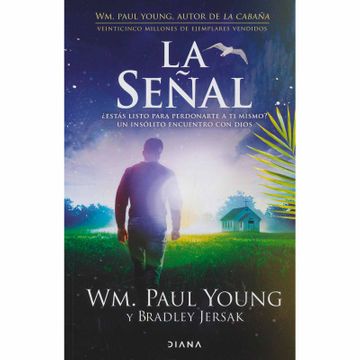 WM. PAUL YOUNG, AUTOR DE LA CABAÑA
VEINTICINCO MILLONES DE EJEMPLARES VENDIDOS
LA
SEÑAL
¿ESTÁS LISTO PARA PERDONARTE A TI MISMO?
UN INSÓLITO ENCUENTRO CON DIOS
WM. PAUL YOUNG
Y BRADLEY JERSAK
DIANA